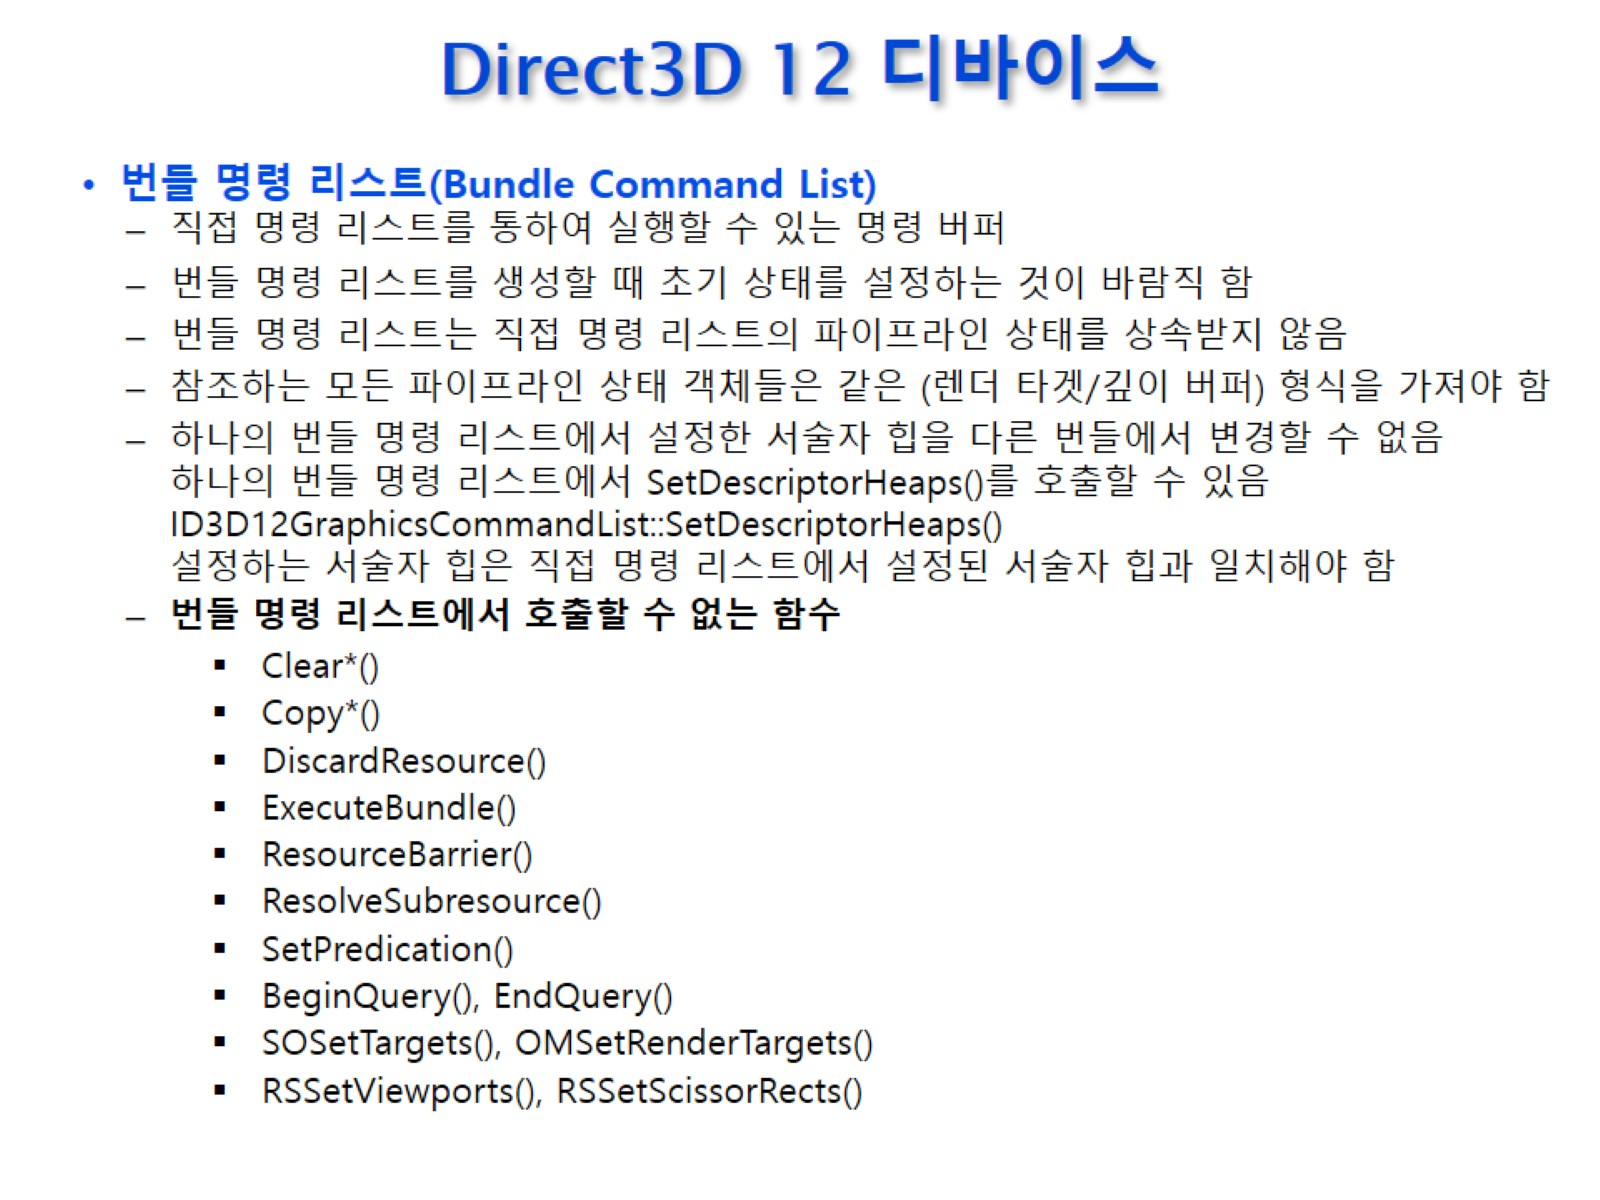 Direct3D 12 디바이스
• 번들 명령 리스트(Bundle Command List)
– 직접 명령 리스트를 통하여 실행할 수 있는 명령 버퍼
– 번들 명령 리스트를 생성할 때 초기 상태를 설정하는 것이 바람직 함
– 번들 명령 리스트는 직접 명령 리스트의 파이프라인 상태를 상속받지 않음
– 참조하는 모든 파이프라인 상태 객체들은 같은 (렌더 타겟/깊이 버퍼) 형식을 가져야 함
– 하나의 번들 명령 리스트에서 설정한 서술자 힙을 다른 번들에서 변경할 수 없음
하나의 번들 명령 리스트에서 SetDescriptorHeaps()를 호출할 수 있음
ID3D12GraphicsCommandList::SetDescriptorHeaps()
설정하는 서술자 힙은 직접 명령 리스트에서 설정된 서술자 힙과 일치해야 함
– 번들 명령 리스트에서 호출할 수 없는 함수
▪ Clear*()
▪ Copy*()
▪ DiscardResource()
▪ ExecuteBundle()
▪ ResourceBarrier()
▪ ResolveSubresource()
▪ SetPredication()
▪ BeginQuery(), EndQuery()
▪ SOSetTargets(), OMSetRenderTargets()
▪ RSSetViewports(), RSSetScissorRects()